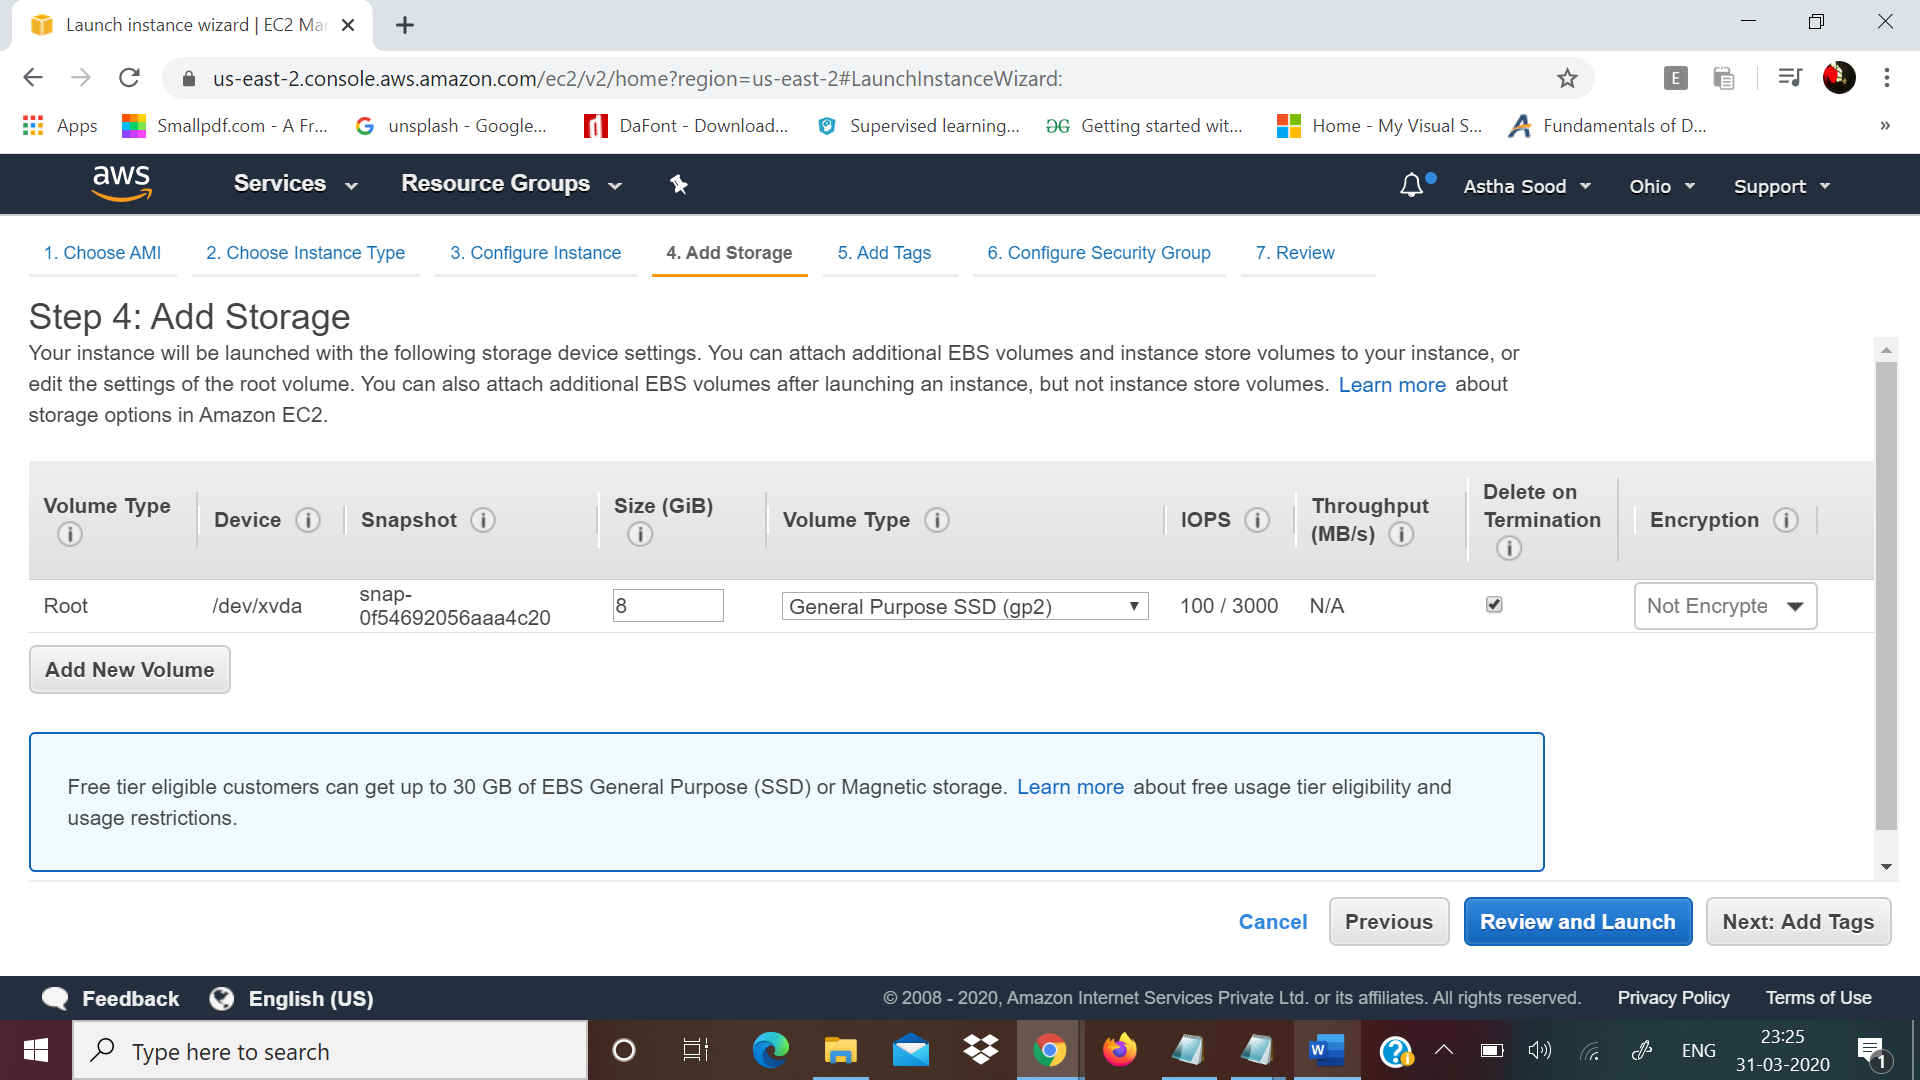 Launch instance wizard | EC2 Ma
us-east-2.console.aws.amazon.com/ec2/v2/home?region=us-east-2#LaunchInstanceWizard:
E
Apps Smallpdf.com - A Fr... unsplash - Google... DaFont - Download... Supervised learning... Getting started wit... Home - My Visual S... Fundamentals of D... »
aws Services Resource Groups Astha Sood Ohio Support
1. Choose AMI 2. Choose Instance Type 3. Configure Instance 4. Add Storage 5. Add Tags 6. Configure Security Group 7. Review
Step 4: Add Storage
Your instance will be launched with the following storage device settings. You can attach additional EBS volumes and instance store volumes to your instance, or
edit the settings of the root volume. You can also attach additional EBS volumes after launching an instance, but not instance store volumes. Learn more about
storage options in Amazon EC2.
Volume Type Device Snapshot Size (GiB) Volume Type IOPS Throughput (MB/s) Delete on Termination Encryption
Root /dev/xvda snap-0f54692056aaa4c20 8 General Purpose SSD (gp2) 100 / 3000 N/A Not Encrypte
Add New Volume
Free tier eligible customers can get up to 30 GB of EBS General Purpose (SSD) or Magnetic storage. Learn more about free usage tier eligibility and
usage restrictions.
Cancel Previous Review and Launch Next: Add Tags
Feedback English (US) © 2008 - 2020, Amazon Internet Services Private Ltd. or its affiliates. All rights reserved. Privacy Policy Terms of Use
Type here to search ENG 23:25
31-03-2020 1